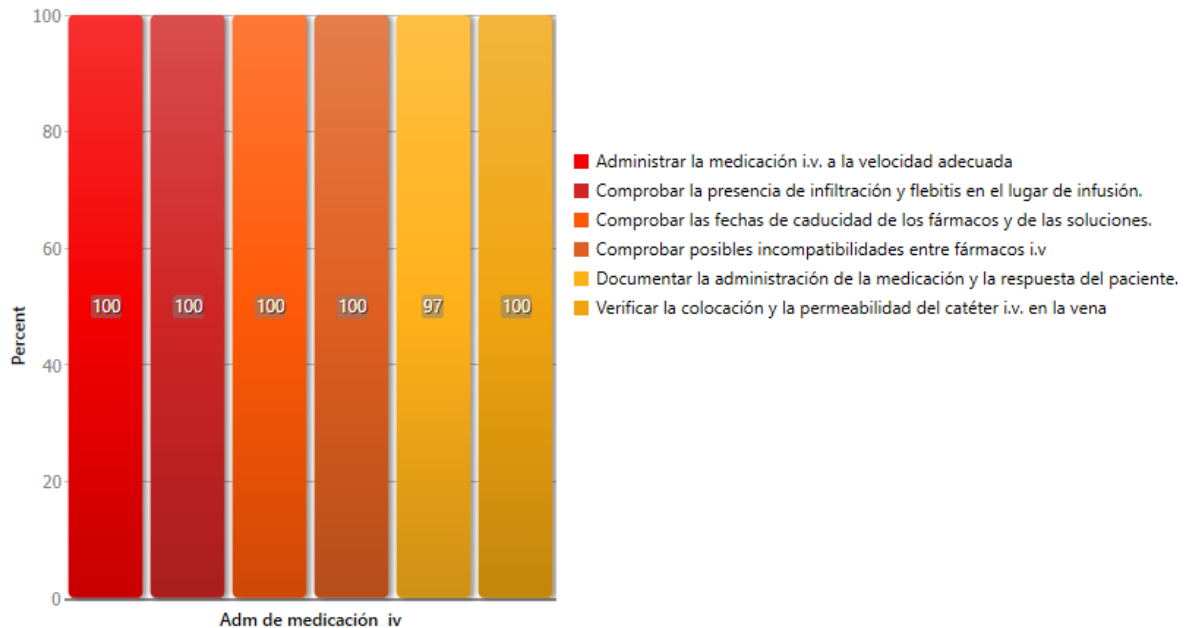 100
80
60
40
20
0
Percent
100
100
100
100
97
100
Adm de medicación iv
Administrar la medicación i.v. a la velocidad adecuada
Comprobar la presencia de infiltración y flebitis en el lugar de infusión.
Comprobar las fechas de caducidad de los fármacos y de las soluciones.
Comprobar posibles incompatibilidades entre fármacos i.v
Documentar la administración de la medicación y la respuesta del paciente.
Verificar la colocación y la permeabilidad del catéter i.v. en la vena